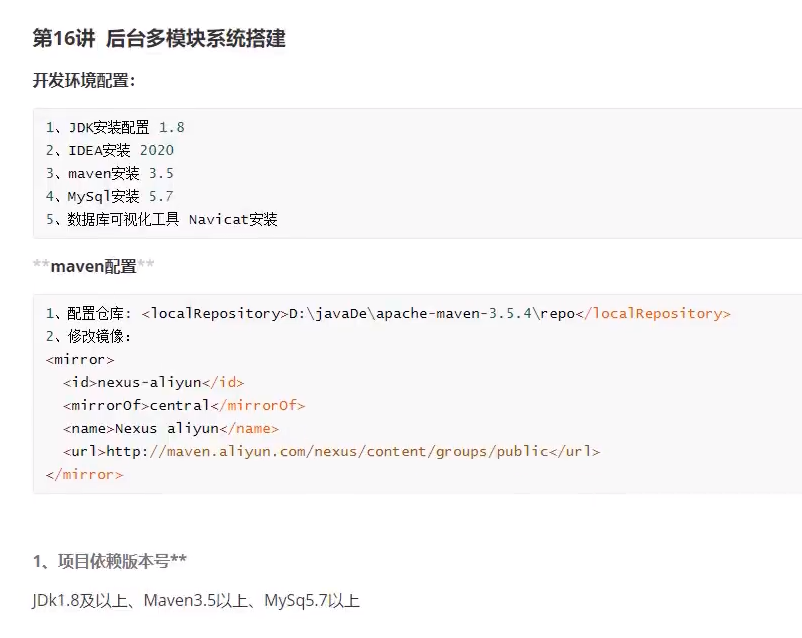 第16讲 后台多模块系统搭建
开发环境配置：
1、JDK安装配置 1.8
2、IDEA安装 2020
3、maven安装 3.5
4、MySql安装 5.7
5、数据库可视化工具 Navicat安装
**maven配置**
1、配置仓库: <localRepository>D:\javaDe\apache-maven-3.5.4\repo</localRepository>
2、修改镜像:
<mirror>
<id>nexus-aliyun</id>
<mirrorOf>central</mirrorOf>
<name>Nexus aliyun</name>
<url>http://maven.aliyun.com/nexus/content/groups/public</url>
</mirror>
1、项目依赖版本号**
JDk1.8及以上、Maven3.5以上、MySq5.7以上